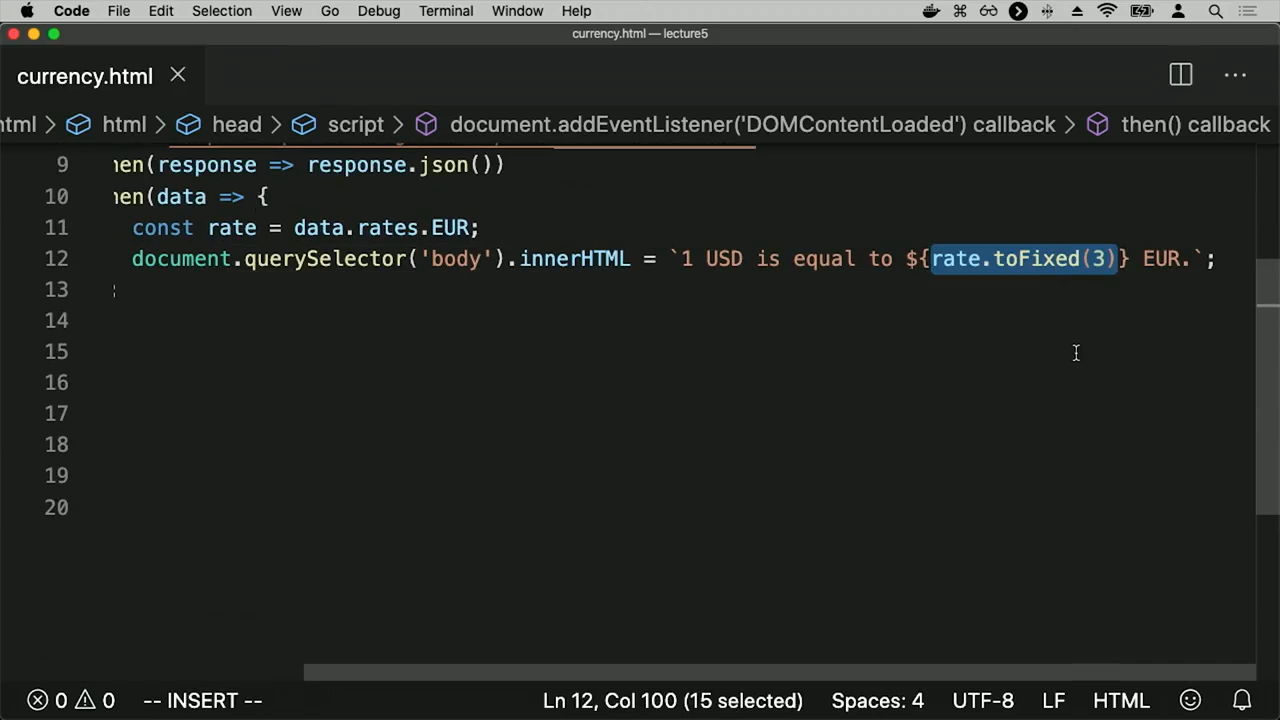 Code File Edit Selection View Go Debug Terminal Window Help
currency.html — lecture5
currency.html
html > html > head > script > document.addEventListener('DOMContentLoaded') callback > then() callback
9 hen(response => response.json())
10 hen(data => {
11 const rate = data.rates.EUR;
12 document.querySelector('body').innerHTML = `1 USD is equal to ${rate.toFixed(3)} EUR.`;
13 ;
14
15
16
17
18
19
20
0 0 -- INSERT -- Ln 12, Col 100 (15 selected) Spaces: 4 UTF-8 LF HTML